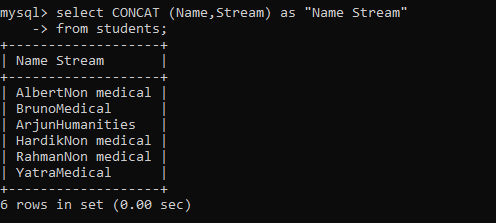 mysql> select CONCAT (Name,Stream) as "Name Stream"
    -> from students;
+-------------------+
| Name Stream       |
+-------------------+
| AlbertNon medical |
| BrunoMedical      |
| ArjunHumanities   |
| HardikNon medical |
| RahmanNon medical |
| YatraMedical      |
+-------------------+
6 rows in set (0.00 sec)